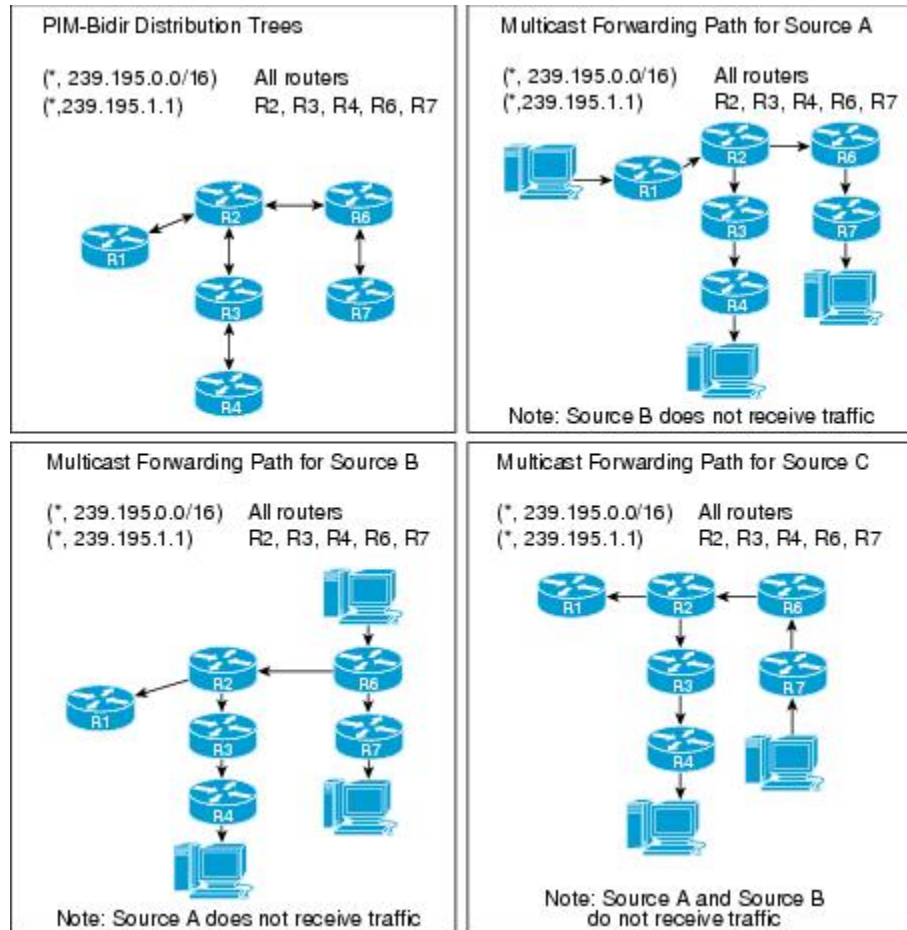 PIM-Bidir Distribution Trees
(*, 239.195.0.0/16) All routers
(*,239.195.1.1) R2, R3, R4, R6, R7
R2
R6
R1
R3
R7
R4
Multicast Forwarding Path for Source A
(*, 239.195.0.0/16) All routers
(*,239.195.1.1) R2, R3, R4, R6, R7
R2
R6
R1
R3
R7
R4
Note: Source B does not receive traffic
Multicast Forwarding Path for Source B
(*, 239.195.0.0/16) All routers
(*, 239.195.1.1) R2, R3, R4, R6, R7
R2
R6
R1
R3
R7
R4
Note: Source A does not receive traffic
Multicast Forwarding Path for Source C
(*, 239.195.0.0/16) All routers
(*, 239.195.1.1) R2, R3, R4, R6, R7
R1
R2
R6
R3
R7
R4
Note: Source A and Source B
do not receive traffic